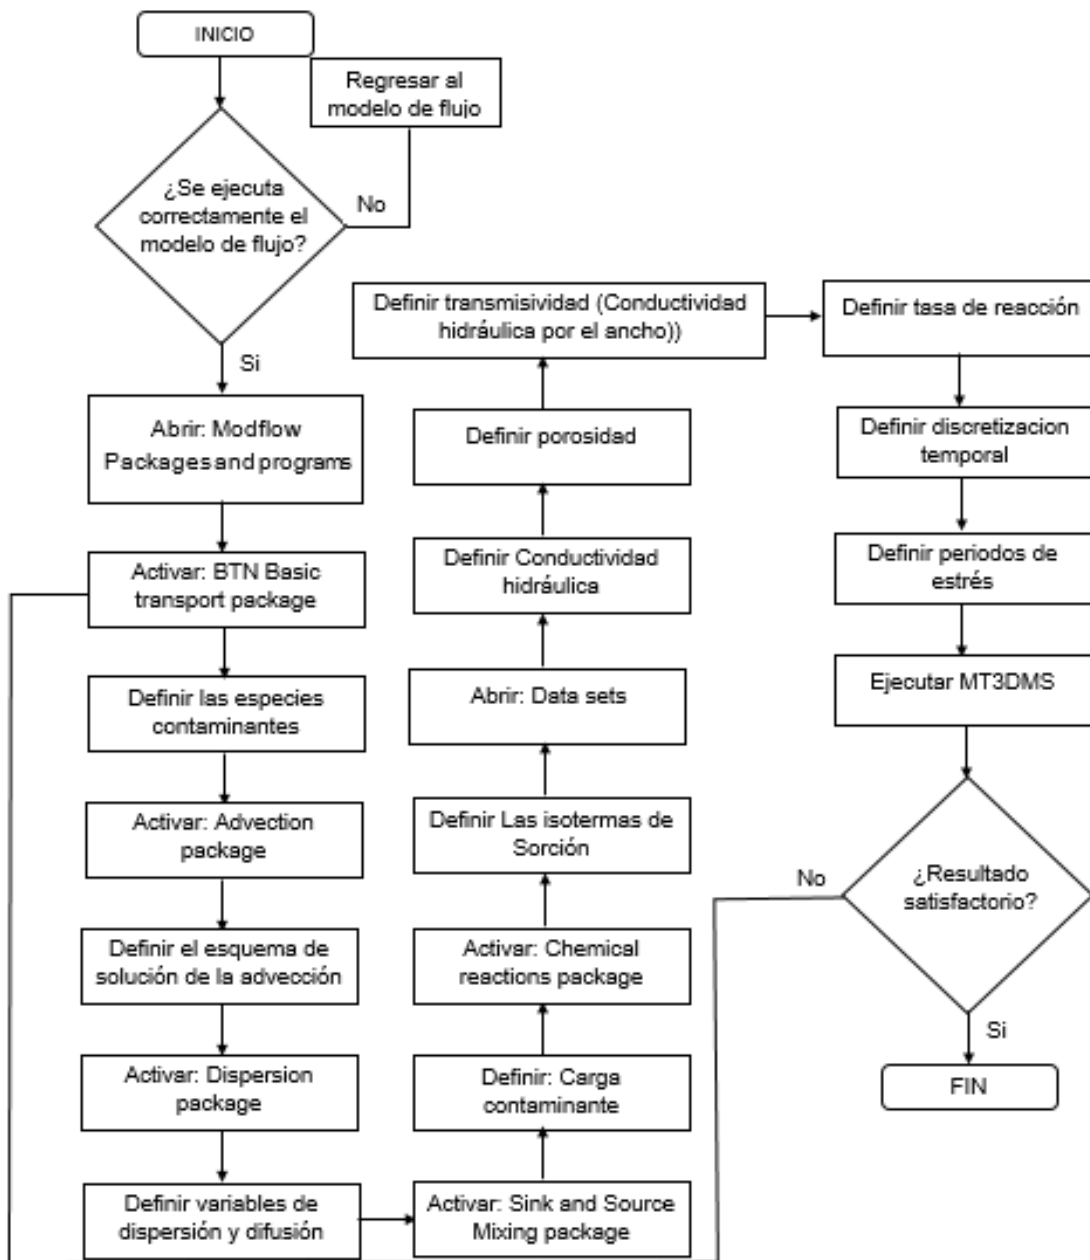 INICIO
Regresar al
modelo de flujo
¿Se ejecuta
correctamente el
modelo de flujo?
No
Si
Abrir: Modflow
Packages and programs
Activar: BTN Basic
transport package
Definir las especies
contaminantes
Activar: Advection
package
Definir el esquema de
solución de la advección
Activar: Dispersion
package
Definir variables de
dispersión y difusión
Activar: Sink and Source
Mixing package
Definir: Carga
contaminante
Activar: Chemical
reactions package
Definir Las isotermas de
Sorción
Abrir: Data sets
Definir Conductividad
hidráulica
Definir porosidad
Definir transmisividad (Conductividad
hidráulica por el ancho))
Definir tasa de reacción
Definir discretizacion
temporal
Definir periodos de
estrés
Ejecutar MT3DMS
¿Resultado
satisfactorio?
No
Si
FIN